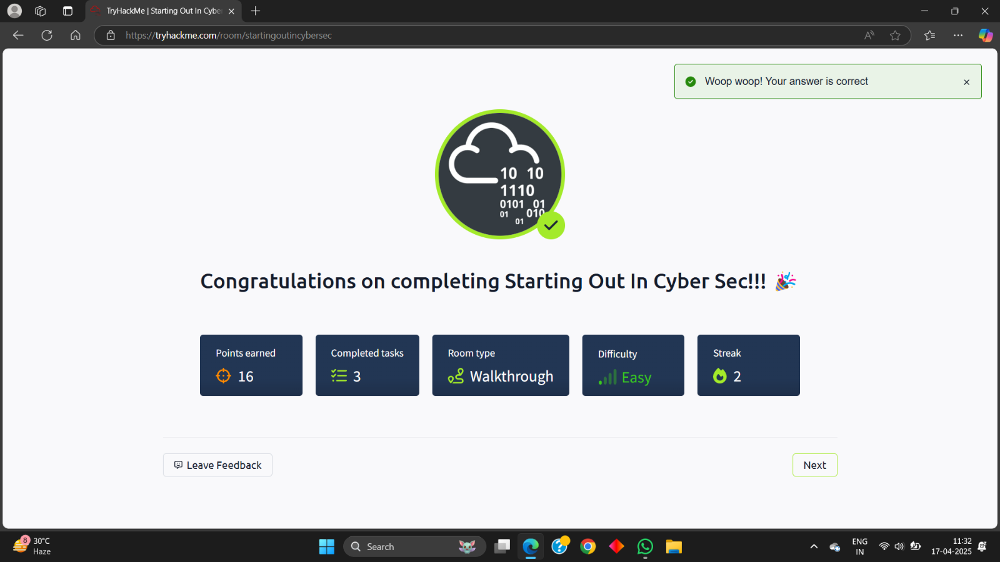 TryHackMe | Starting Out In Cybe
https://tryhackme.com/room/startingoutincybersec
Woop woop! Your answer is correct
10 10
1110
0101 01
01 010
01
Congratulations on completing Starting Out In Cyber Sec!!! 🎉
Points earned
16
Completed tasks
3
Room type
Walkthrough
Difficulty
Easy
Streak
2
Leave Feedback
Next
8
30°C
Haze
Search
ENG
IN
11:32
17-04-2025